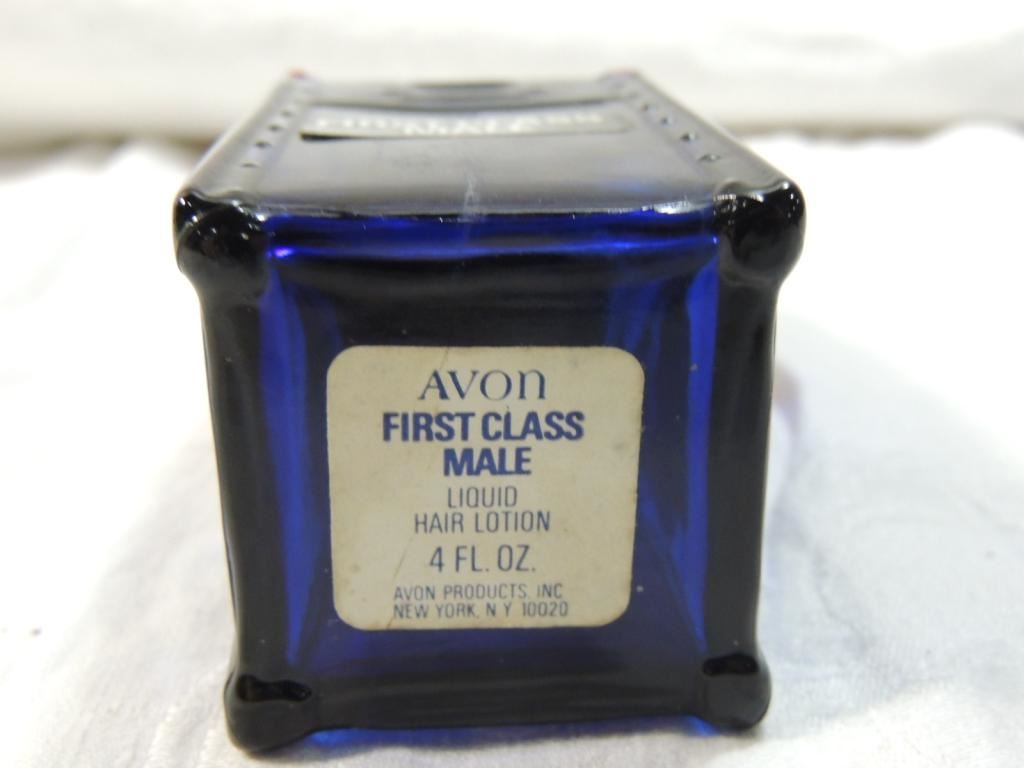 AVON
FIRST CLASS
MALE
LIQUID
HAIR LOTION
4 FL. OZ.
AVON PRODUCTS, INC
NEW YORK, N Y 10020